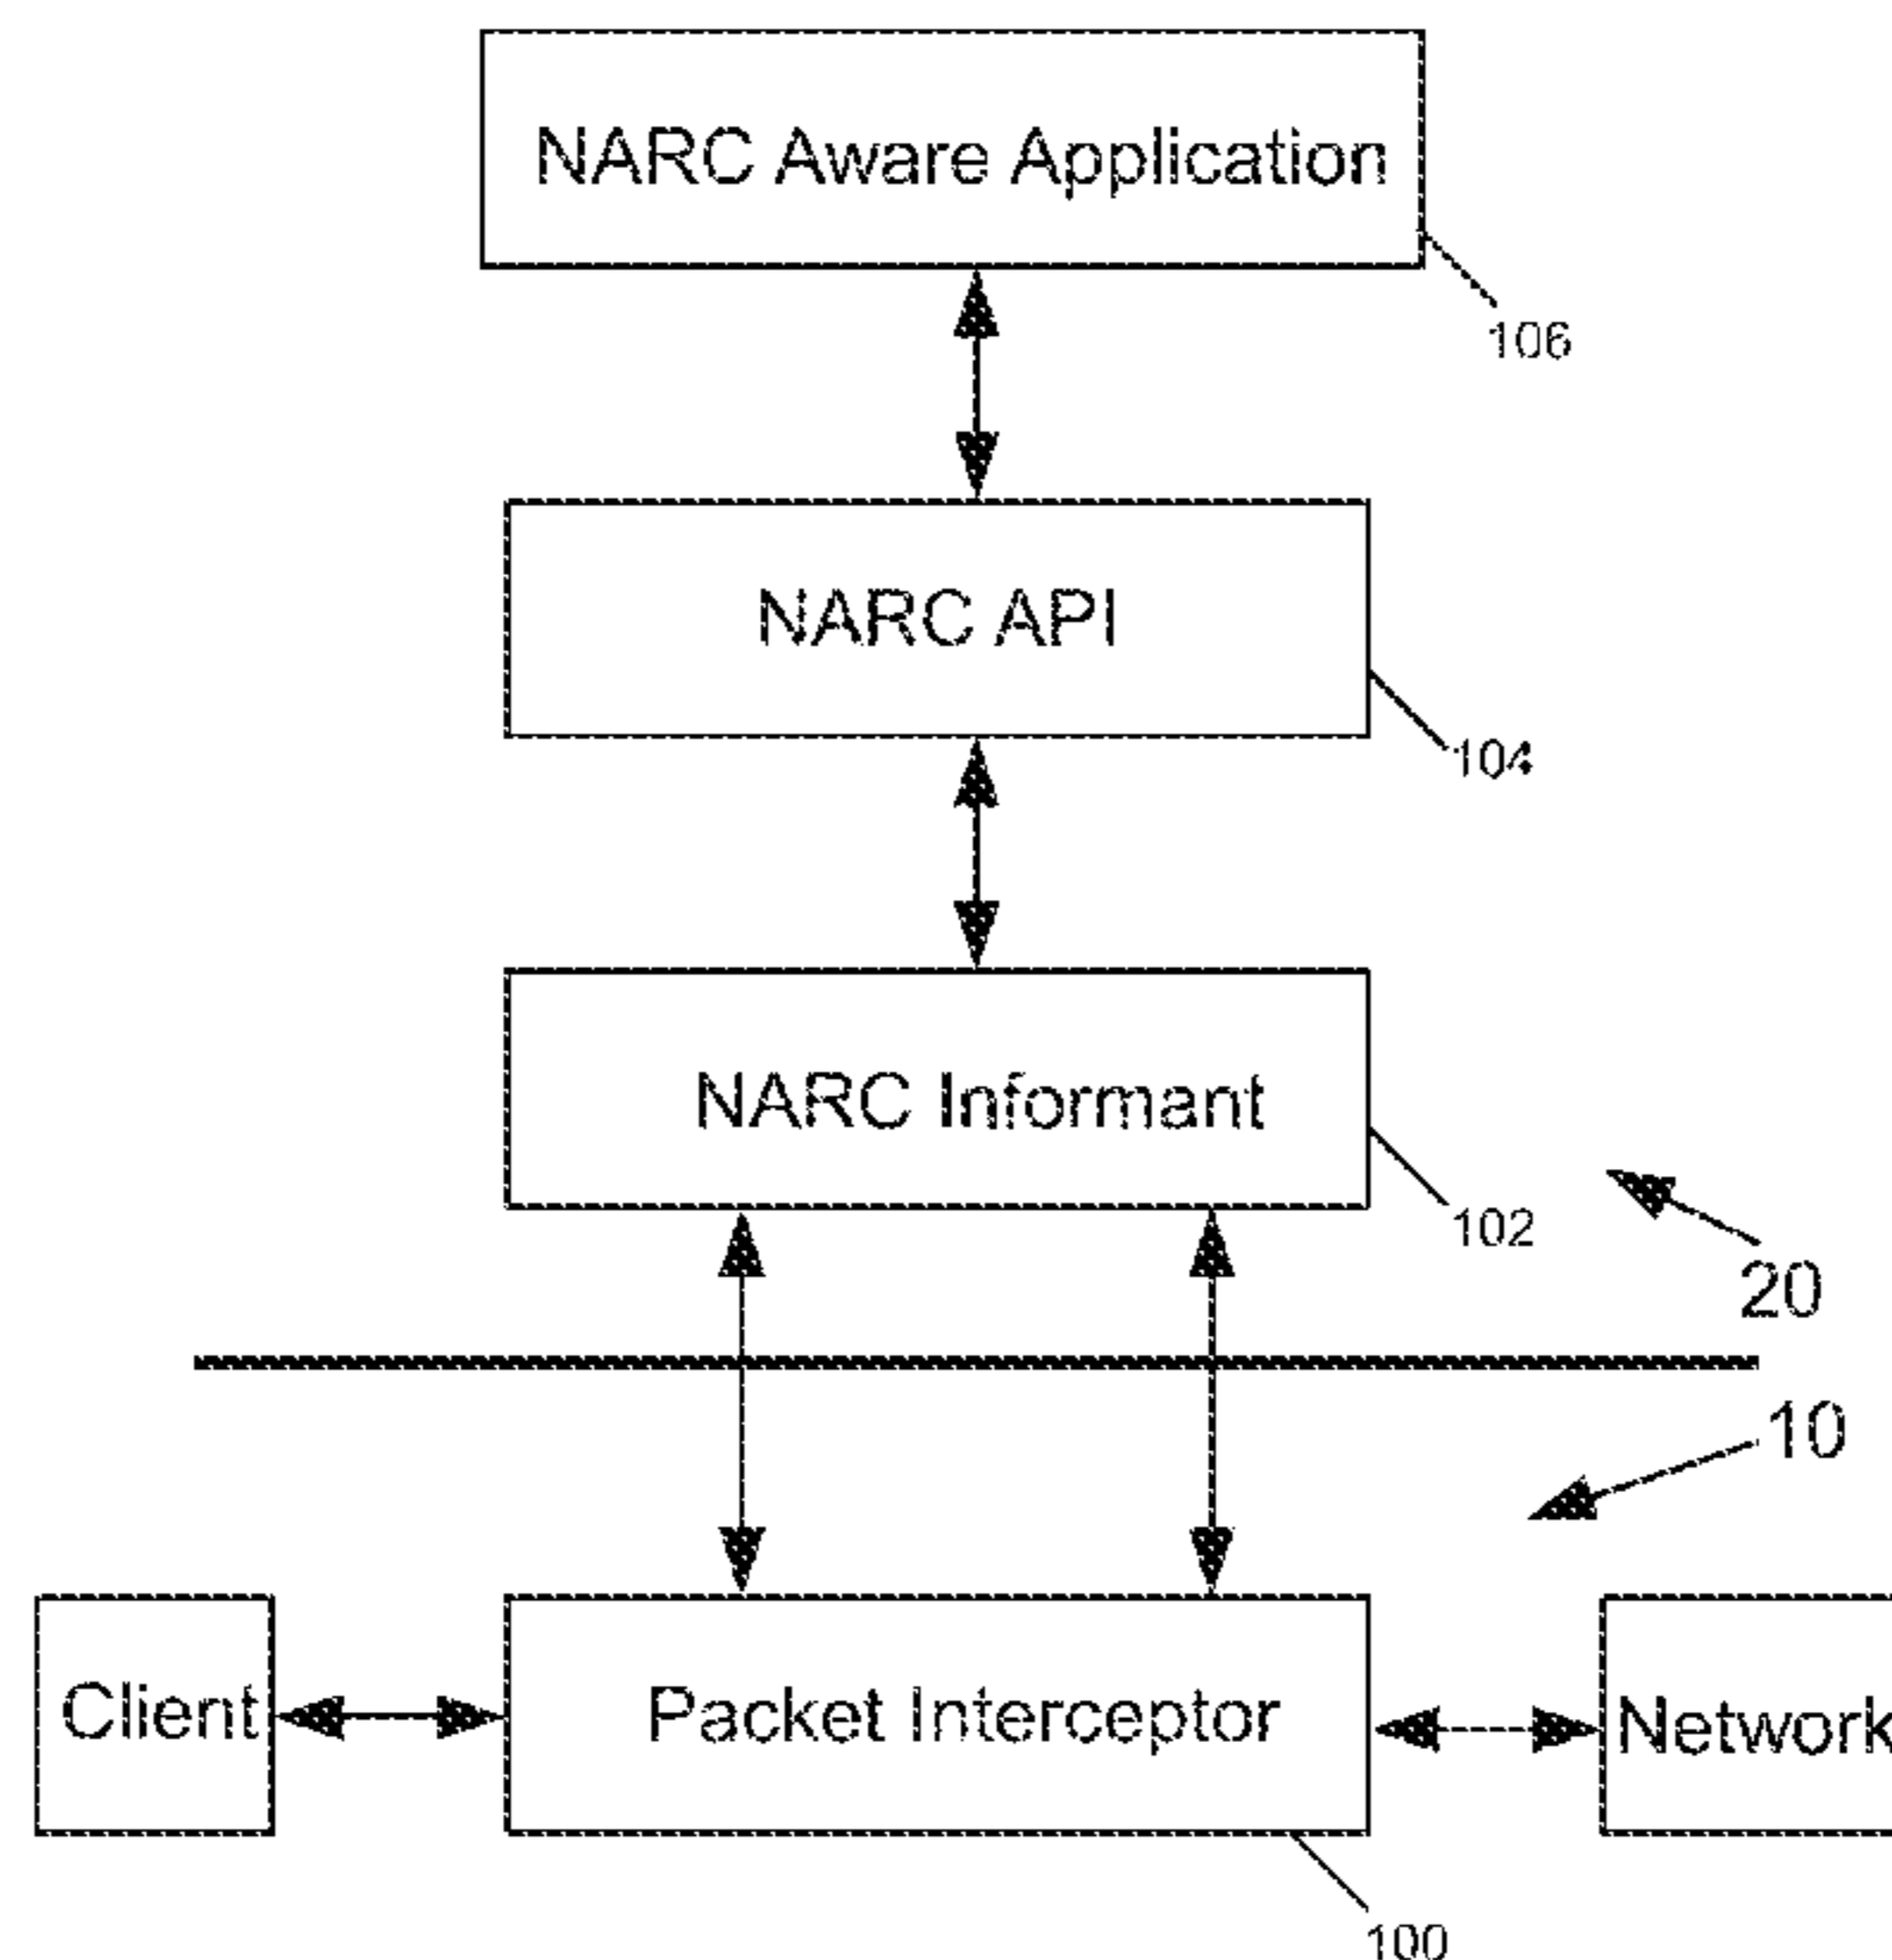 NARC Aware Application
106
NARC API
104
NARC Informant
102
20
10
Client
Packet Interceptor
Network
100